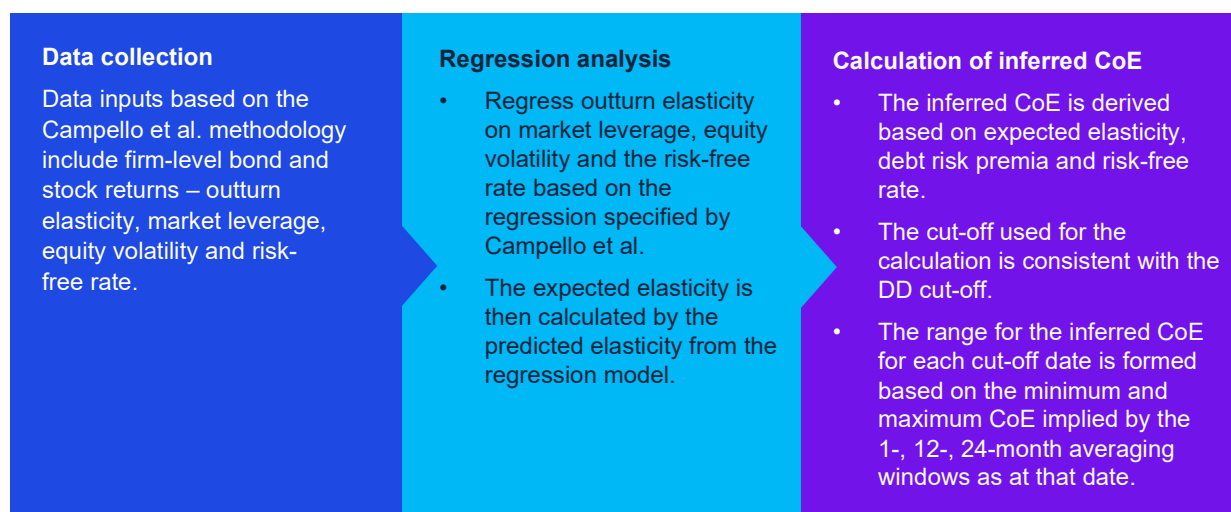 Data collection
Data inputs based on the
Campello et al. methodology
include firm-level bond and
stock returns – outturn
elasticity, market leverage,
equity volatility and risk-
free rate.
Regression analysis
• Regress outturn elasticity
on market leverage, equity
volatility and the risk-free
rate based on the
regression specified by
Campello et al.
• The expected elasticity is
then calculated by the
predicted elasticity from the
regression model.
Calculation of inferred CoE
• The inferred CoE is derived
based on expected elasticity,
debt risk premia and risk-free
rate.
• The cut-off used for the
calculation is consistent with the
DD cut-off.
• The range for the inferred CoE
for each cut-off date is formed
based on the minimum and
maximum CoE implied by the
1-, 12-, 24-month averaging
windows as at that date.